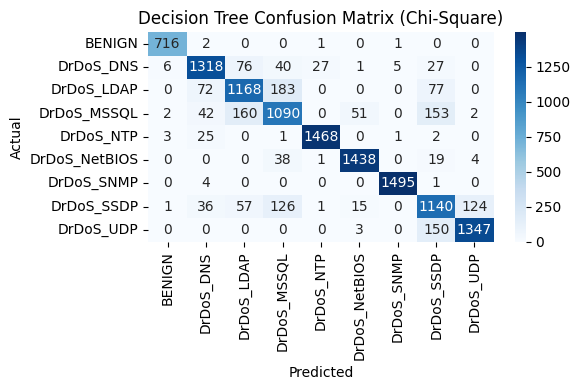 Decision Tree Confusion Matrix (Chi-Square)
BENIGN 716 2 0 0 1 0 1 0 0
DrDoS_DNS 6 1318 76 40 27 1 5 27 0
DrDoS_LDAP 0 72 1168 183 0 0 0 77 0
DrDoS_MSSQL 2 42 160 1090 0 51 0 153 2
DrDoS_NTP 3 25 0 1 1468 0 1 2 0
DrDoS_NetBIOS 0 0 0 38 1 1438 0 19 4
DrDoS_SNMP 0 4 0 0 0 0 1495 1 0
DrDoS_SSDP 1 36 57 126 1 15 0 1140 124
DrDoS_UDP 0 0 0 0 0 3 0 150 1347
Actual
BENIGN
DrDoS_DNS
DrDoS_LDAP
DrDoS_MSSQL
DrDoS_NTP
DrDoS_NetBIOS
DrDoS_SNMP
DrDoS_SSDP
DrDoS_UDP
Predicted
1250
1000
750
500
250
0